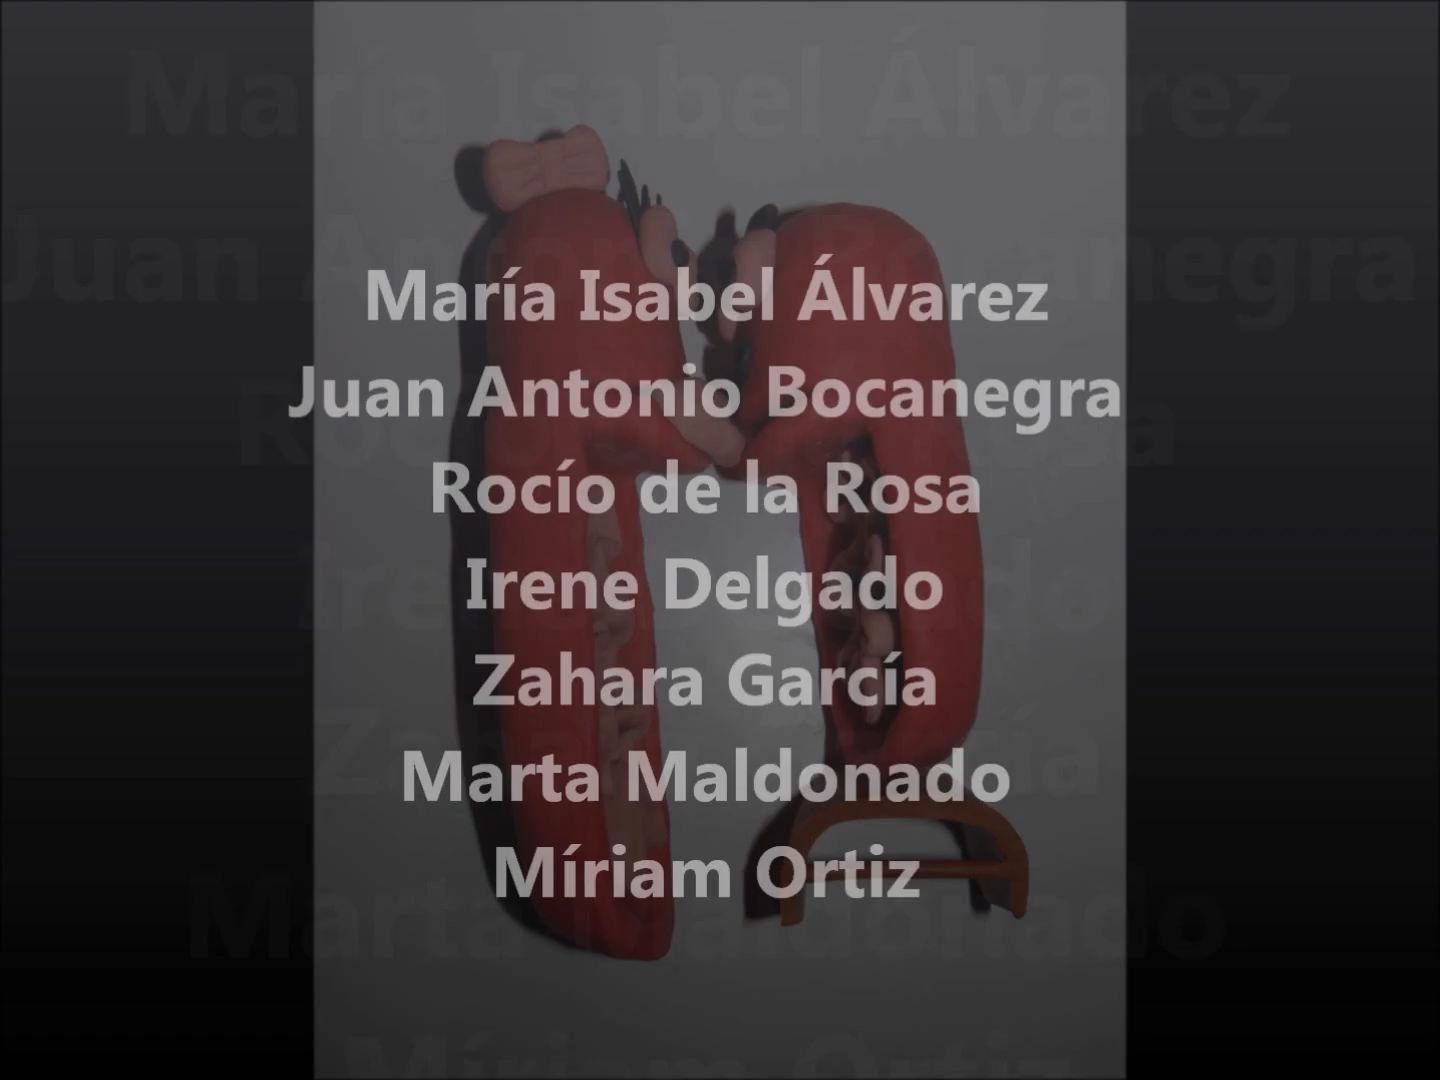 María Isabel Álvarez
Juan Antonio Bocanegra
Rocío de la Rosa
Irene Delgado
Zahara García
Marta Maldonado
Míriam Ortiz